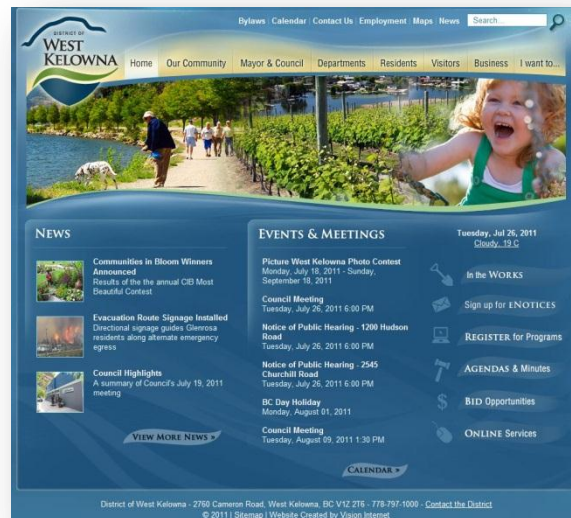 Bylaws | Calendar | Contact Us | Employment | Maps | News
Search...
DISTRICT OF
WEST
KELOWNA
Home
Our Community
Mayor & Council
Departments
Residents
Visitors
Business
I want to...
NEWS
Communities in Bloom Winners
Announced
Results of the the annual CIB Most
Beautiful Contest
Evacuation Route Signage Installed
Directional signage guides Glenrosa
residents along alternate emergency
egress
Council Highlights
A summary of Council's July 19, 2011
meeting
VIEW MORE NEWS »
EVENTS & MEETINGS
Picture West Kelowna Photo Contest
Monday, July 18, 2011 - Sunday,
September 18, 2011
Council Meeting
Tuesday, July 26, 2011 6:00 PM
Notice of Public Hearing - 1200 Hudson
Road
Tuesday, July 26, 2011 6:00 PM
Notice of Public Hearing - 2545
Churchill Road
Tuesday, July 26, 2011 6:00 PM
BC Day Holiday
Monday, August 01, 2011
Council Meeting
Tuesday, August 09, 2011 1:30 PM
CALENDAR »
Tuesday, Jul 26, 2011
Cloudy, 19 C
In the WORKS
Sign up for eNOTICES
REGISTER for Programs
AGENDAS & Minutes
BID Opportunities
ONLINE Services
District of West Kelowna - 2760 Cameron Road, West Kelowna, BC V1Z 2T6 - 778-797-1000 - Contact the District
© 2011 | Sitemap | Website Created by Vision Internet